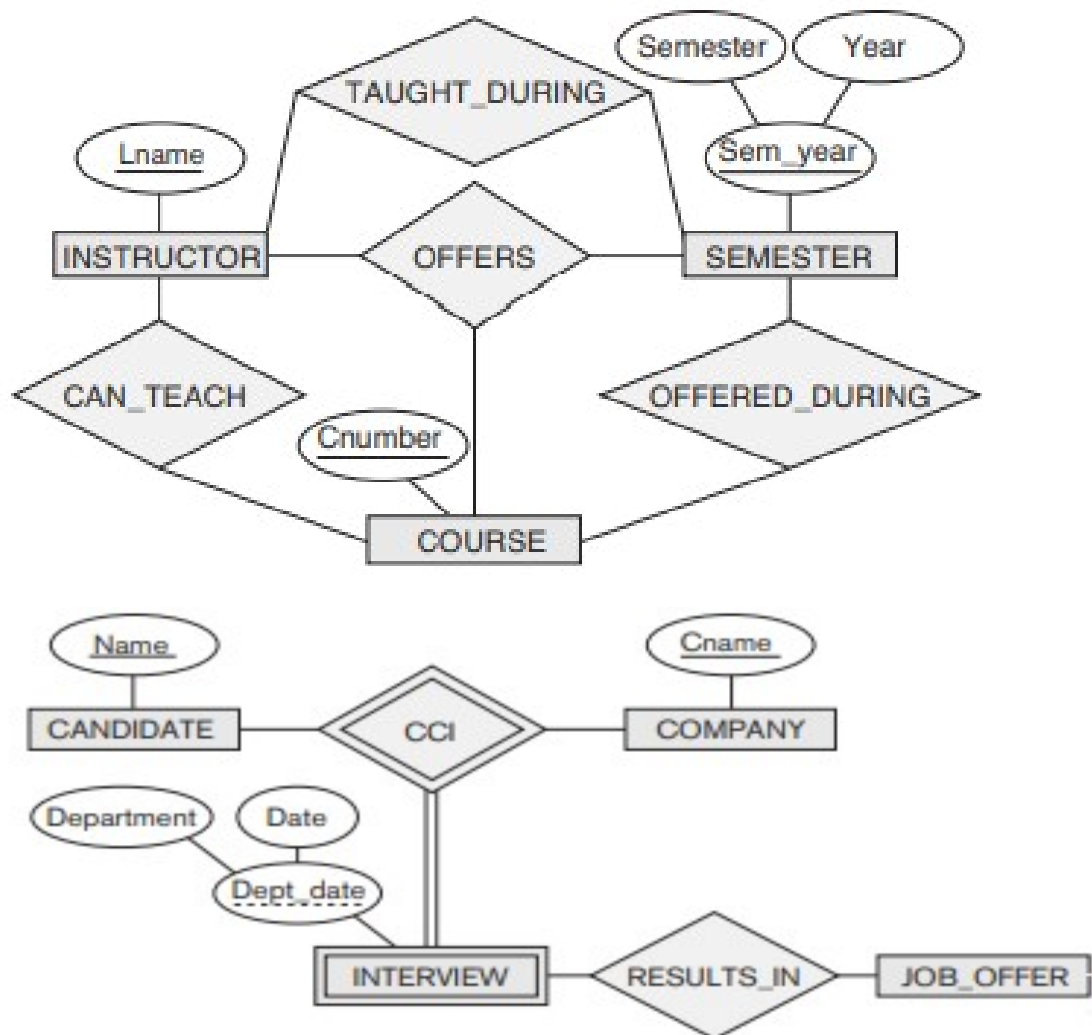 Semester Year
TAUGHT_DURING
Lname
Sem_year
INSTRUCTOR OFFERS SEMESTER
CAN_TEACH OFFERED_DURING
Cnumber
COURSE
Name Cname
CANDIDATE CCI COMPANY
Department Date
Dept_date
INTERVIEW RESULTS_IN JOB_OFFER